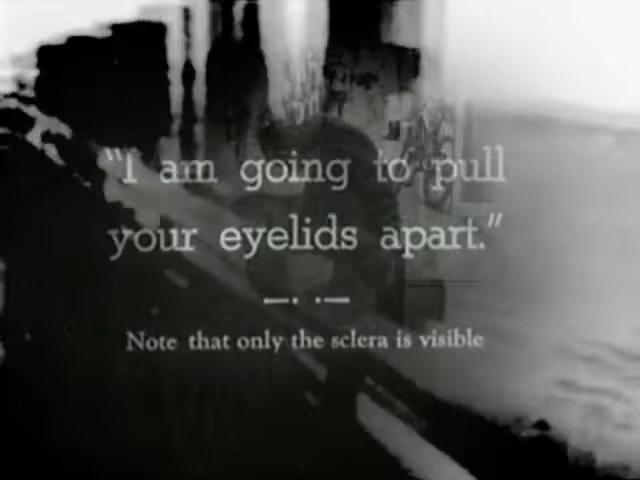 "I am going to pull
your eyelids apart."
Note that only the sclera is visible